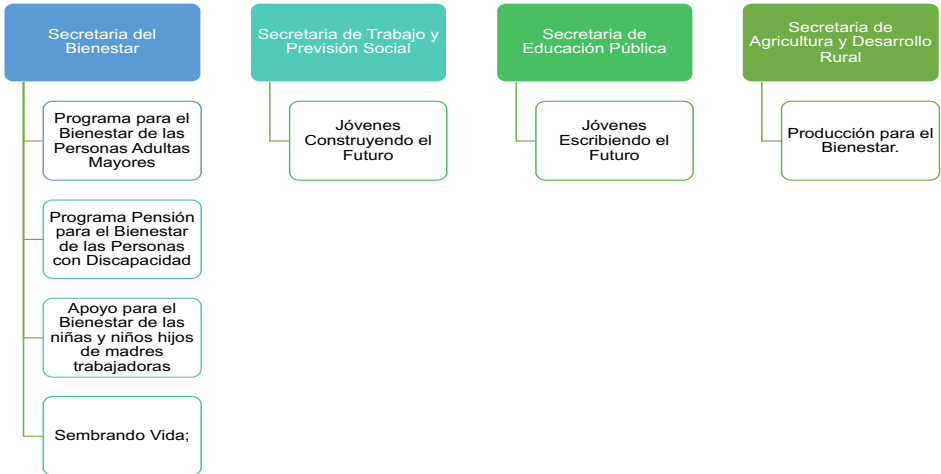 Secretaria del
Bienestar
Programa para el
Bienestar de las
Personas Adultas
Mayores
Programa Pensión
para el Bienestar
de las Personas
con Discapacidad
Apoyo para el
Bienestar de las
niñas y niños hijos
de madres
trabajadoras
Sembrando Vida;
Secretaria de Trabajo y
Previsión Social
Jóvenes
Construyendo el
Futuro
Secretaria de
Educación Pública
Jóvenes
Escribiendo el
Futuro
Secretaria de
Agricultura y Desarrollo
Rural
Producción para el
Bienestar.